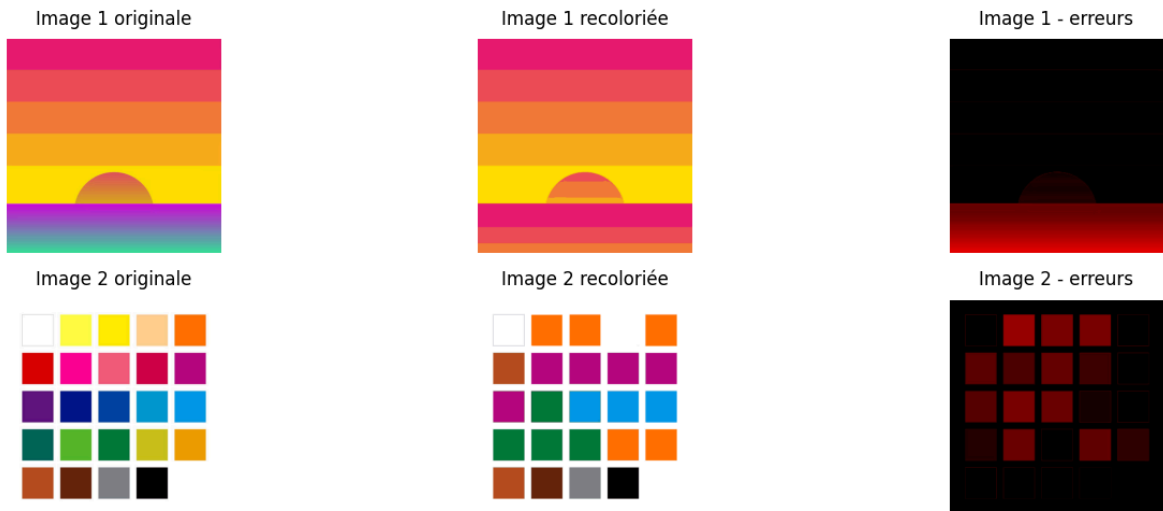 Image 1 originale
Image 1 recoloriée
Image 1 - erreurs
Image 2 originale
Image 2 recoloriée
Image 2 - erreurs